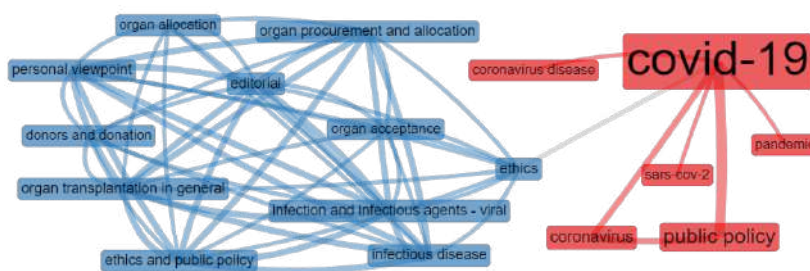 organ allocation
organ procurement and allocation
covid-19
personal viewpoint
coronavirus disease
editorial
donors and donation
organ acceptance
pandemic
ethics
sars-cov-2
organ transplantation in general
infection and infectious agents - viral
coronavirus
public policy
ethics and public policy
infectious disease